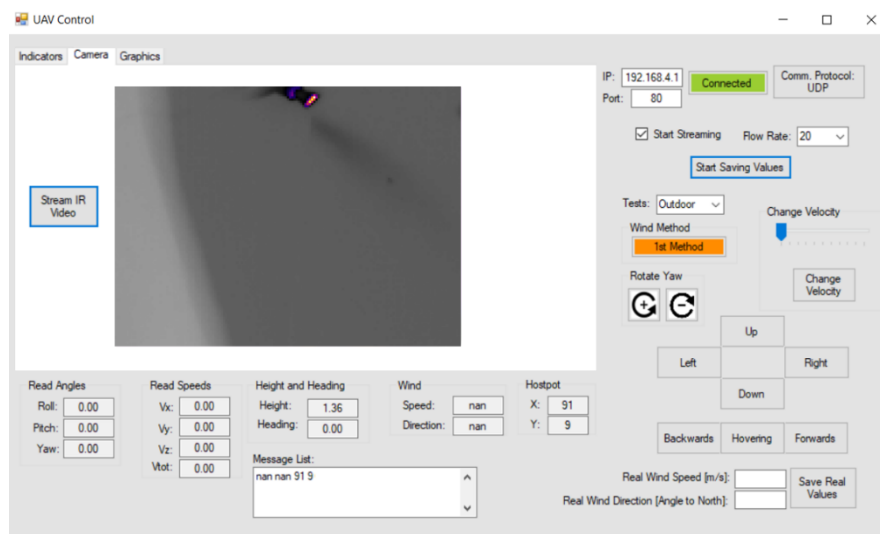 UAV Control
Indicators Camera Graphics
Stream IR
Video
IP: 192.168.4.1
Port: 80
Connected
Comm. Protocol:
UDP
Start Streaming
Flow Rate: 20
Start Saving Values
Tests: Outdoor
Wind Method
1st Method
Change Velocity
Change
Velocity
Rotate Yaw
Up
Left
Right
Down
Backwards
Hovering
Forwards
Read Angles
Roll: 0.00
Pitch: 0.00
Yaw: 0.00
Read Speeds
Vx: 0.00
Vy: 0.00
Vz: 0.00
Vtot: 0.00
Height and Heading
Height: 1.36
Heading: 0.00
Wind
Speed: nan
Direction: nan
Hostpot
X: 91
Y: 9
Message List:
nan nan 91 9
Real Wind Speed [m/s]:
Real Wind Direction [Angle to North]:
Save Real
Values